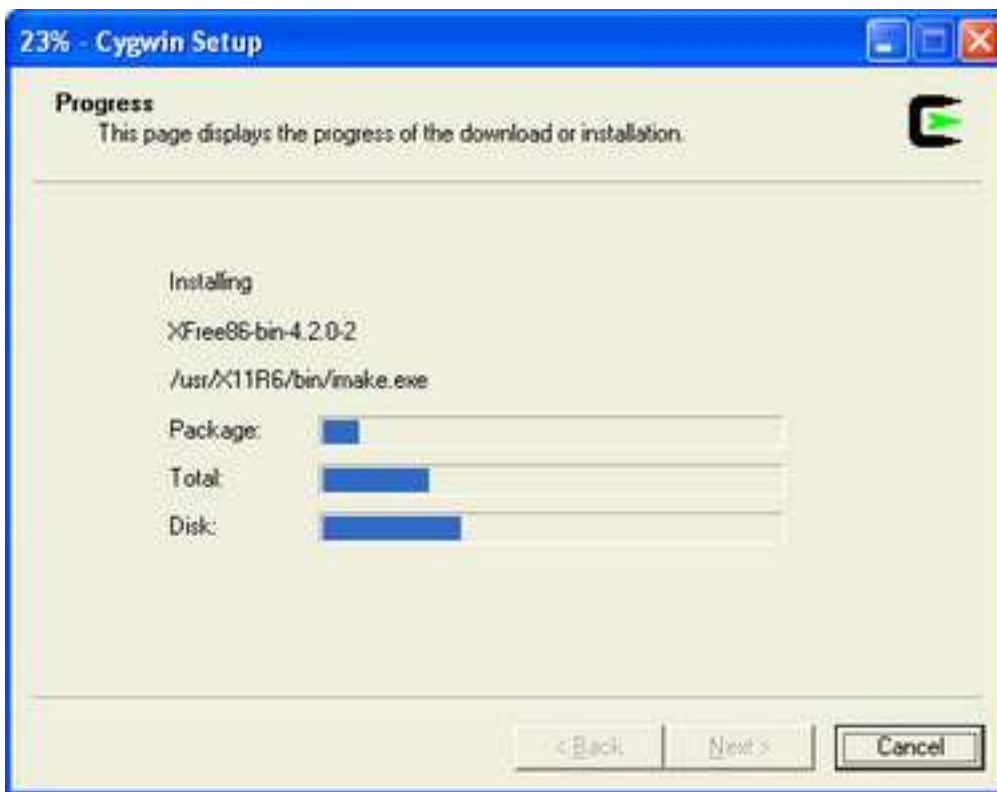 23% - Cygwin Setup
Progress
This page displays the progress of the download or installation.
Installing
XFree86-bin-4.2.0-2
/usr/X11R6/bin/imake.exe
Package:
Total:
Disk:
< Back
Next >
Cancel